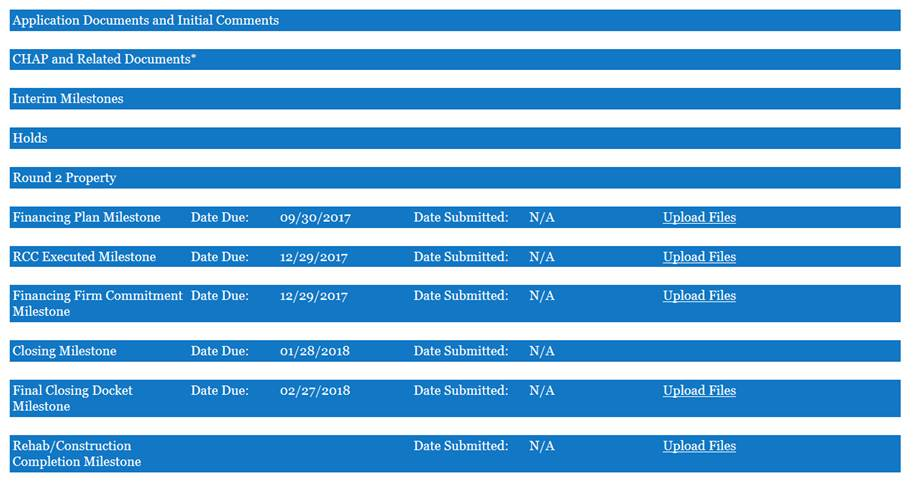 Application Documents and Initial Comments
CHAP and Related Documents*
Interim Milestones
Holds
Round 2 Property
Financing Plan Milestone Date Due: 09/30/2017 Date Submitted: N/A Upload Files
RCC Executed Milestone Date Due: 12/29/2017 Date Submitted: N/A Upload Files
Financing Firm Commitment Date Due: 12/29/2017 Date Submitted: N/A Upload Files
Milestone
Closing Milestone Date Due: 01/28/2018 Date Submitted: N/A
Final Closing Docket Date Due: 02/27/2018 Date Submitted: N/A Upload Files
Milestone
Rehab/Construction Date Submitted: N/A Upload Files
Completion Milestone